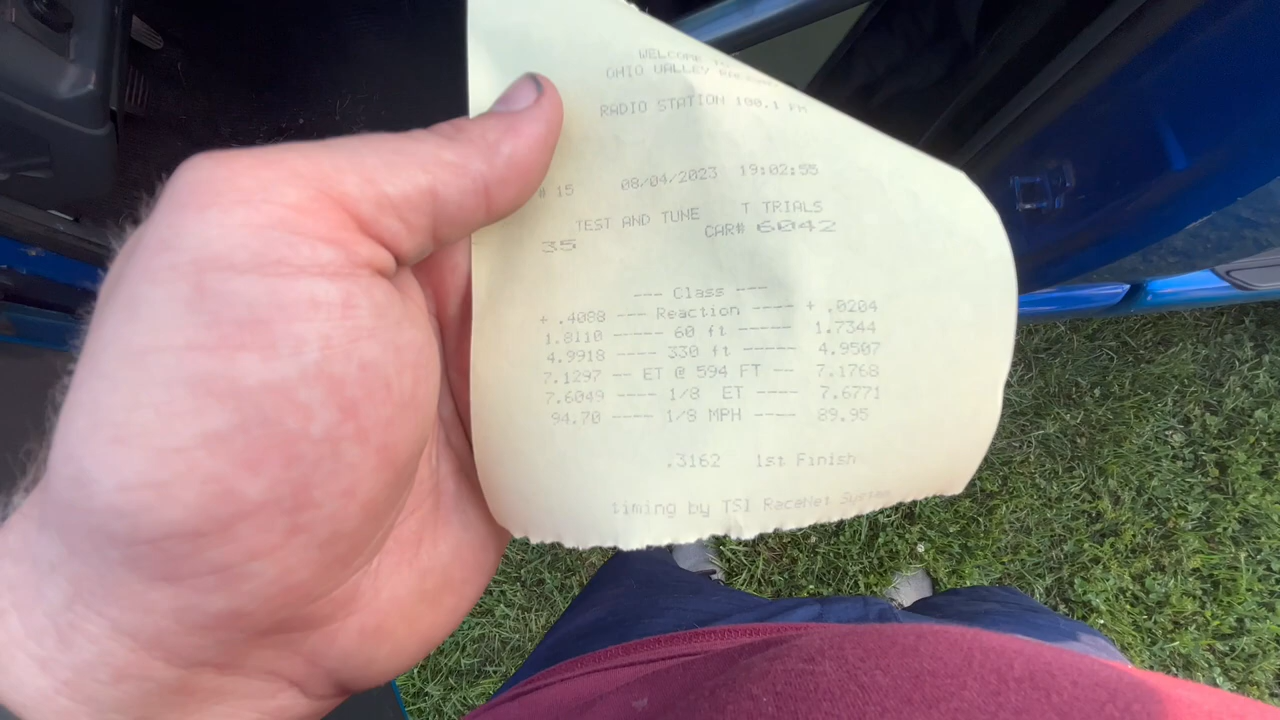 WELCOME TO
OHIO VALLEY
RADIO STATION 100.1 FM
# 15 08/04/2023 19:02:55
TEST AND TUNE T TRIALS
35 CAR# 6042
--- Class ---
+ .4088 --- Reaction ---- + .0204
1.8110 ---- 60 ft ----- 1.7344
4.9918 ---- 330 ft ----- 4.9507
7.1297 -- ET @ 594 FT -- 7.1768
7.6049 ---- 1/8 ET ---- 7.6771
94.70 ---- 1/8 MPH ---- 89.95
.3162 1st Finish
timing by TSI RaceNet System